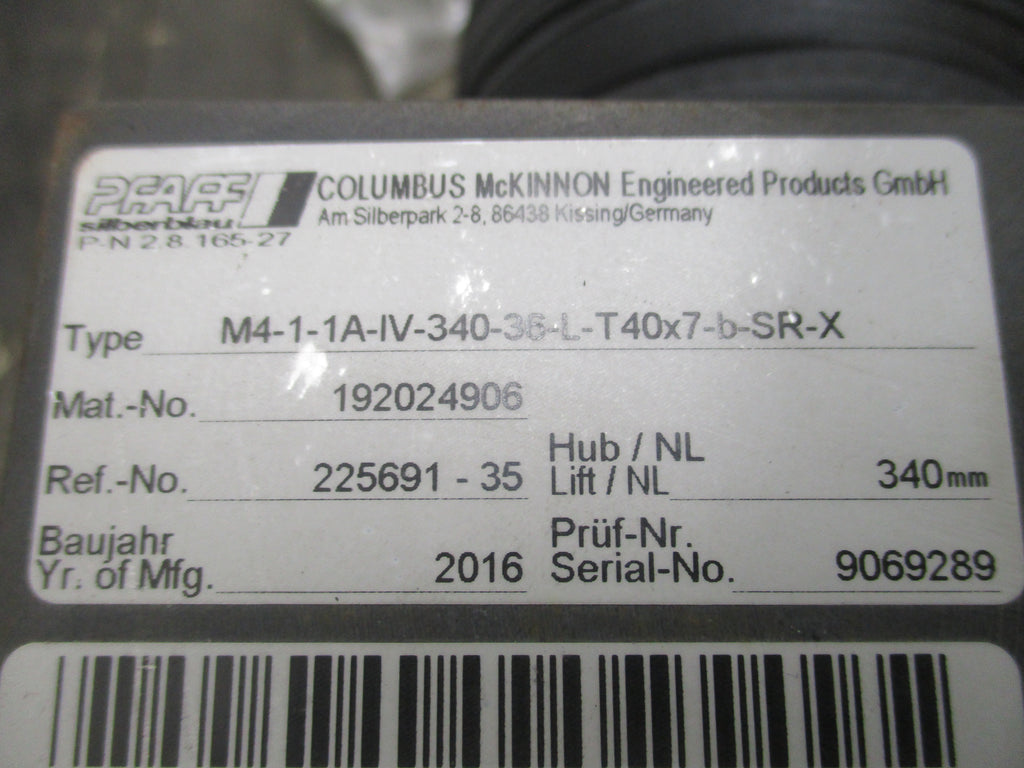 PFAFF
silberblau
P-N 2.8.165-27
COLUMBUS McKINNON Engineered Products GmbH
Am Silberpark 2-8, 86438 Kissing/Germany
Type M4-1-1A-IV-340-36-L-T40x7-b-SR-X
Mat.-No. 192024906
Ref.-No. 225691 - 35
Hub / NL
Lift / NL 340mm
Baujahr
Yr. of Mfg. 2016
Prüf-Nr.
Serial-No. 9069289